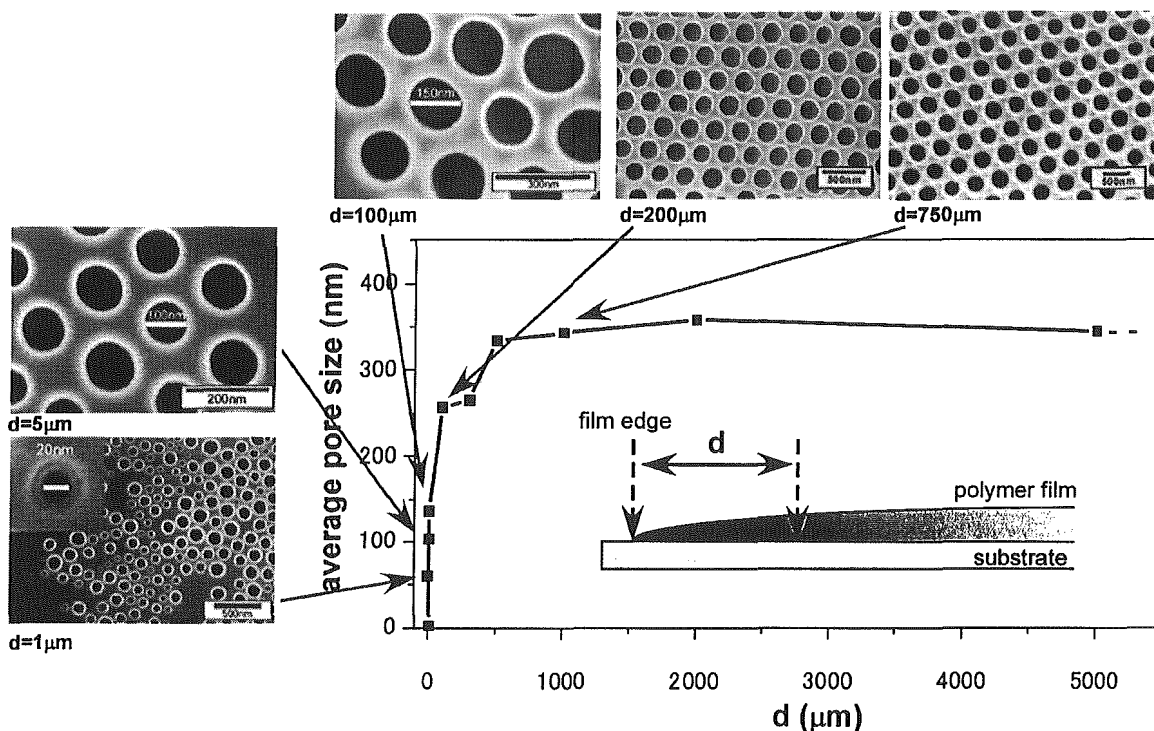 150nm
300nm
500nm
500nm
d=100μm
d=200μm
d=750μm
100nm
200nm
d=5μm
20nm
500nm
d=1μm
average pore size (nm)
400
300
200
100
0
film edge
d
polymer film
substrate
0
1000
2000
3000
4000
5000
d (μm)